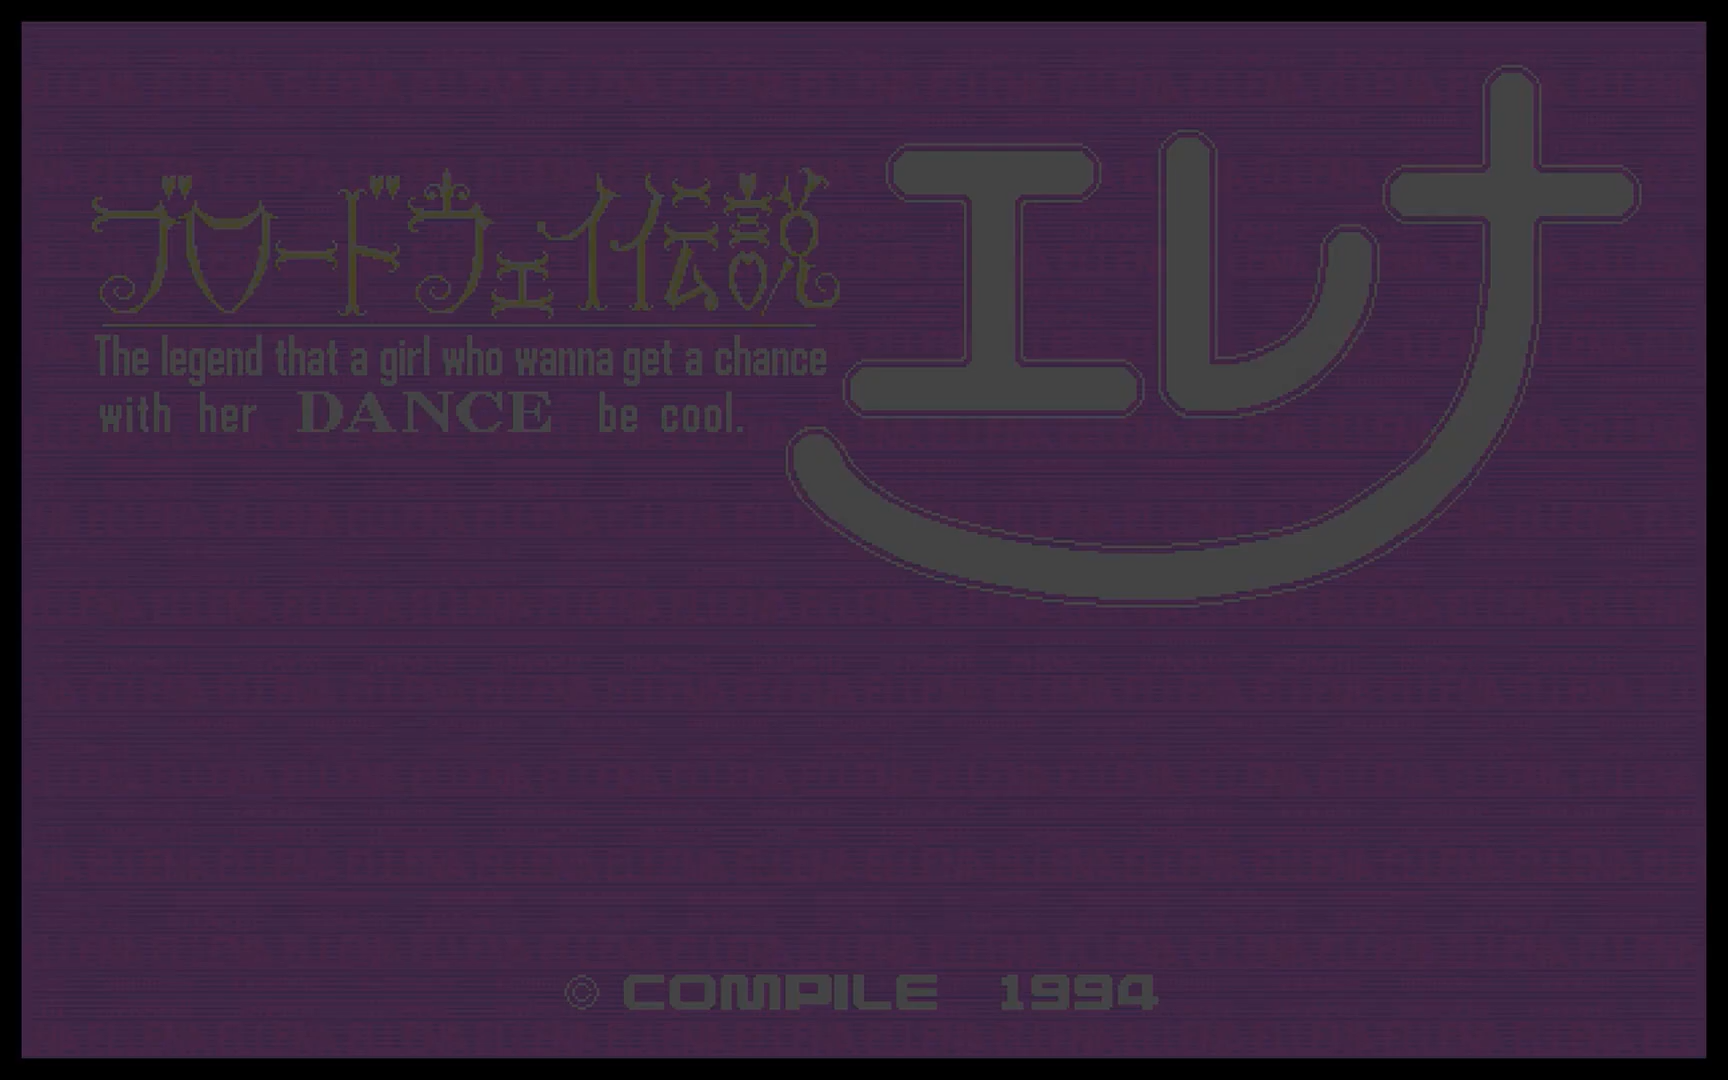 ブロードウェイ伝説
エレナ
The legend that a girl who wanna get a chance
with her DANCE be cool.
© COMPILE 1994